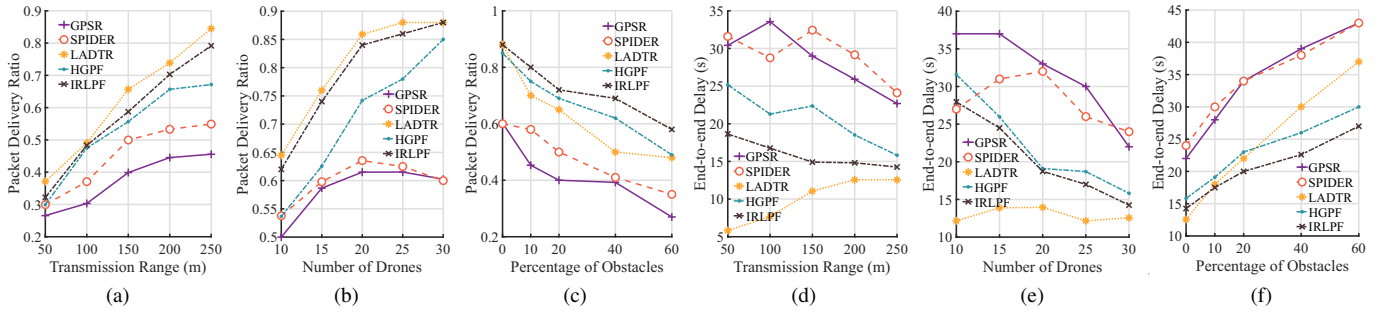 Packet Delivery Ratio
0.9
0.8
0.7
0.6
0.5
0.4
0.3
0.2
GPSR
SPIDER
LADTR
HGPF
IRLPF
50 100 150 200 250
Transmission Range (m)
(a)
Packet Delivery Ratio
0.9
0.85
0.8
0.75
0.7
0.65
0.6
0.55
0.5
GPSR
SPIDER
LADTR
HGPF
IRLPF
10 15 20 25 30
Number of Drones
(b)
Packet Delivery Ratio
1
0.8
0.6
0.4
0.2
GPSR
SPIDER
LADTR
HGPF
IRLPF
0 10 20 40 60
Percentage of Obstacles
(c)
End-to-end Delay (s)
35
30
25
20
15
10
5
GPSR
SPIDER
LADTR
HGPF
IRLPF
50 100 150 200 250
Transmission Range (m)
(d)
End-to-end Dalay (s)
40
35
30
25
20
15
10
GPSR
SPIDER
LADTR
HGPF
IRLPF
10 15 20 25 30
Number of Drones
(e)
End-to-end Delay (s)
45
40
35
30
25
20
15
10
GPSR
SPIDER
LADTR
HGPF
IRLPF
0 10 20 40 60
Percentage of Obstacles
(f)